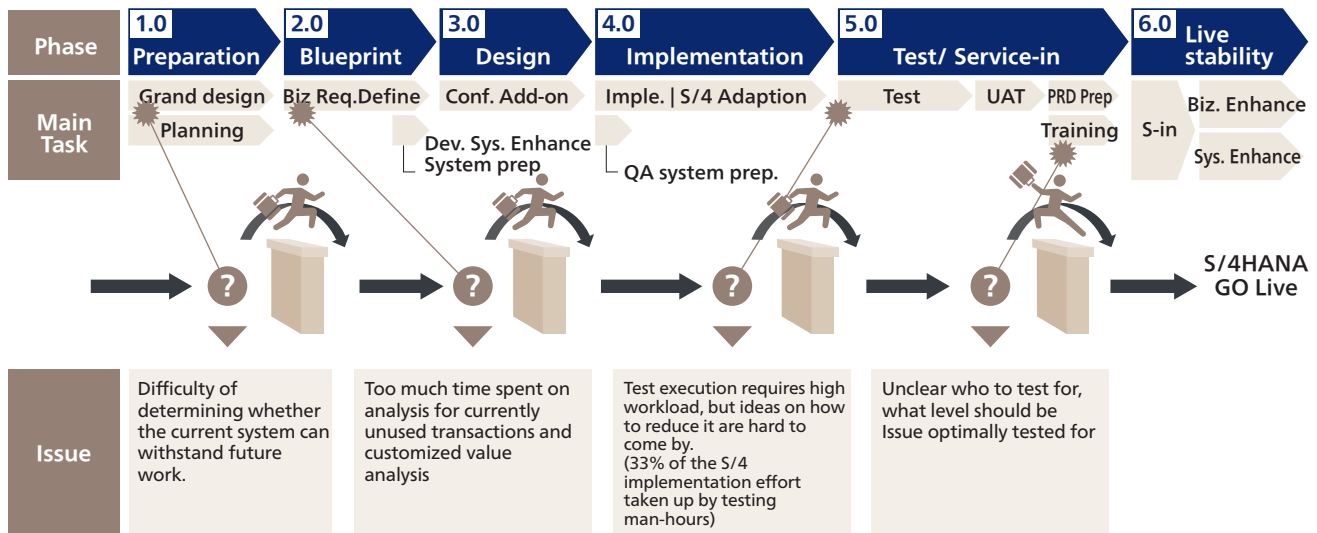 Phase
1.0
Preparation
2.0
Blueprint
3.0
Design
4.0
Implementation
5.0
Test/ Service-in
6.0
Live
stability
Main
Task
Grand design
Planning
Biz Req.Define
Dev. Sys. Enhance
System prep
Conf. Add-on
Imple. | S/4 Adaption
QA system prep.
Test
UAT
PRD Prep
Training
S-in
Biz. Enhance
Sys. Enhance
?
?
?
?
S/4HANA
GO Live
Issue
Difficulty of
determining whether
the current system can
withstand future
work.
Too much time spent on
analysis for currently
unused transactions and
customized value
analysis
Test execution requires high
workload, but ideas on how
to reduce it are hard to
come by.
(33% of the S/4
implementation effort
taken up by testing
man-hours)
Unclear who to test for,
what level should be
Issue optimally tested for